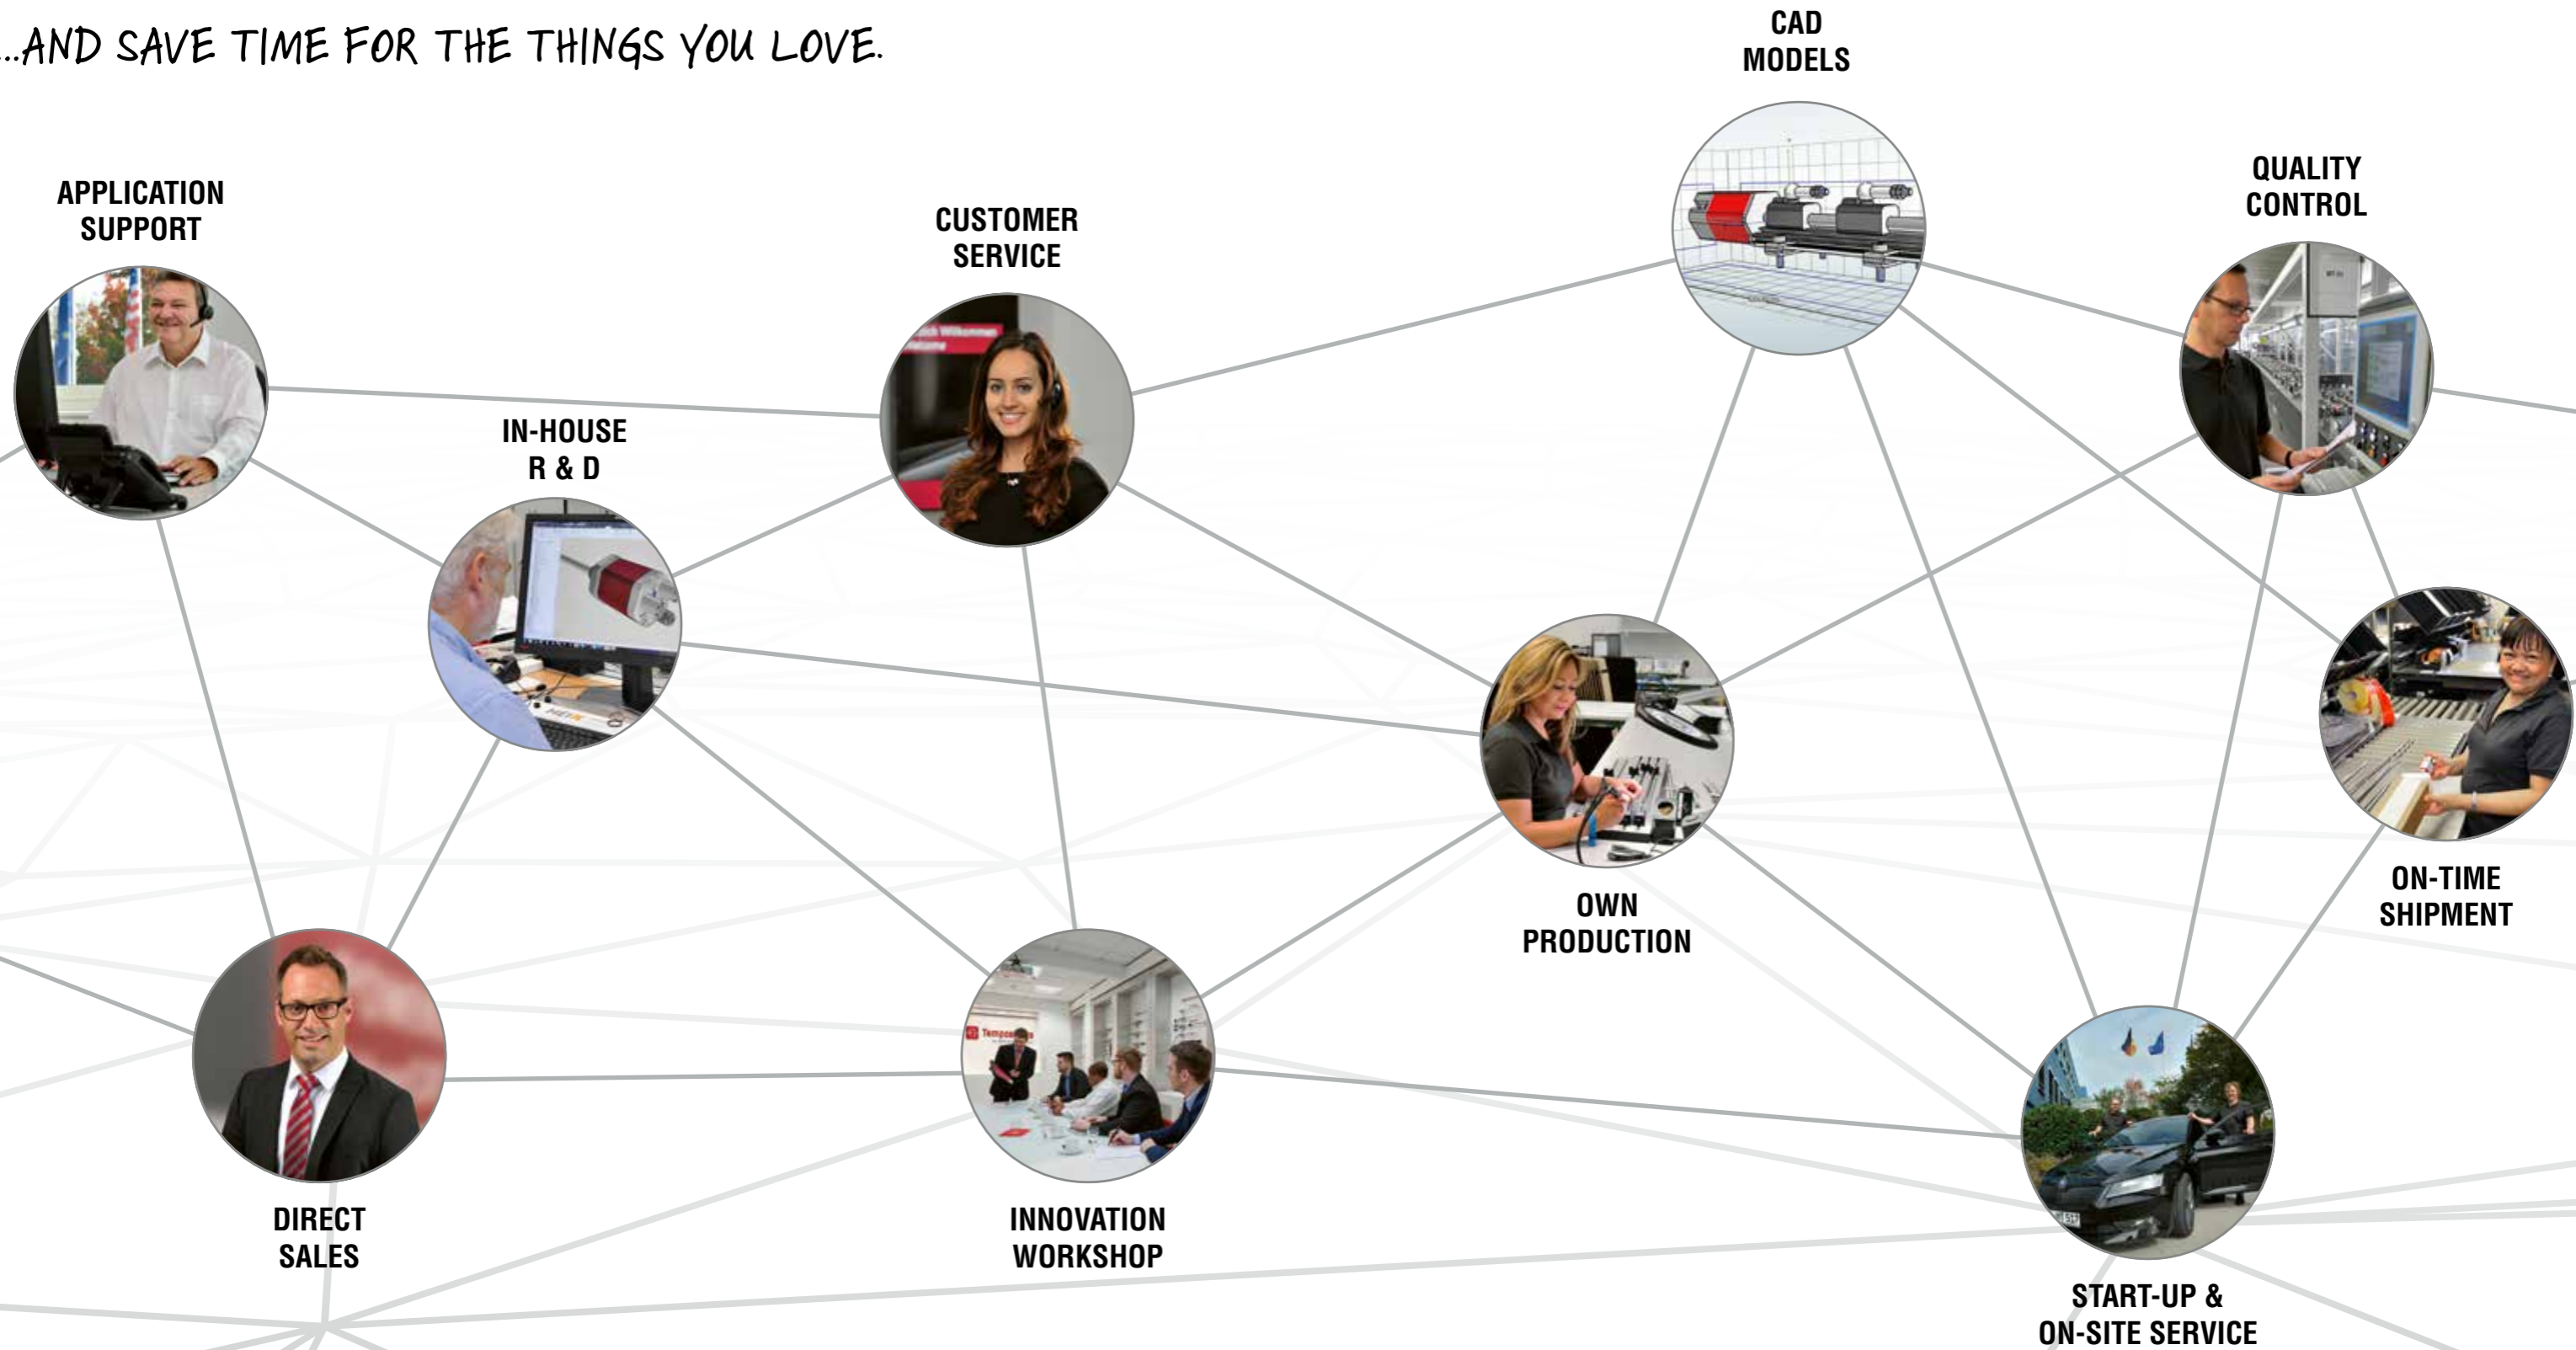 ...AND SAVE TIME FOR THE THINGS YOU LOVE.
CAD
MODELS
QUALITY
CONTROL
APPLICATION
SUPPORT
CUSTOMER
SERVICE
IN-HOUSE
R & D
OWN
PRODUCTION
ON-TIME
SHIPMENT
DIRECT
SALES
INNOVATION
WORKSHOP
START-UP &
ON-SITE SERVICE